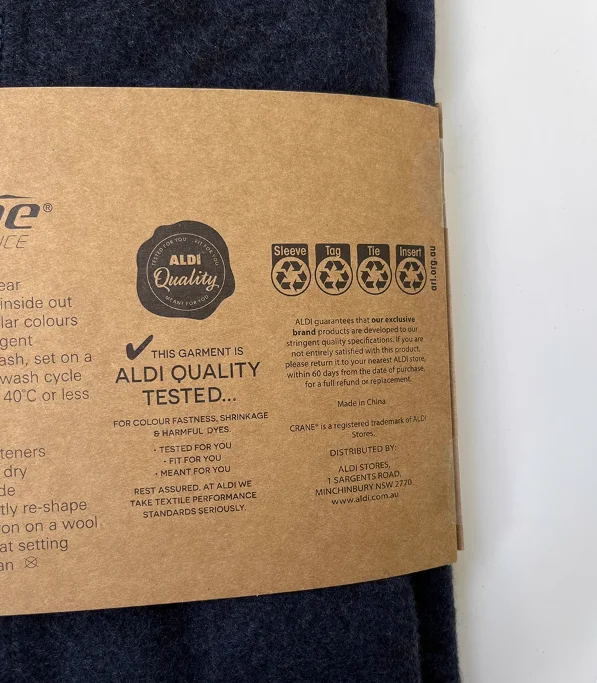 e®
ICE
ear
inside out
lar colours
gent
ash, set on a
wash cycle
40°C or less
teners
dry
de
tly re-shape
on on a wool
at setting
an
TESTED FOR YOU · FIT FOR YOU ·
ALDI
Quality
MEANT FOR YOU
✔ THIS GARMENT IS
ALDI QUALITY
TESTED...
FOR COLOUR FASTNESS, SHRINKAGE
& HARMFUL DYES.
• TESTED FOR YOU
• FIT FOR YOU
• MEANT FOR YOU
REST ASSURED. AT ALDI WE
TAKE TEXTILE PERFORMANCE
STANDARDS SERIOUSLY.
Sleeve Tag Tie Insert
arl.org.au
ALDI guarantees that our exclusive
brand products are developed to our
stringent quality specifications. If you are
not entirely satisfied with this product,
please return it to your nearest ALDI store,
within 60 days from the date of purchase,
for a full refund or replacement.
Made in China
CRANE® is a registered trademark of ALDI
Stores.
DISTRIBUTED BY:
ALDI STORES,
1 SARGENTS ROAD,
MINCHINBURY NSW 2770
www.aldi.com.au